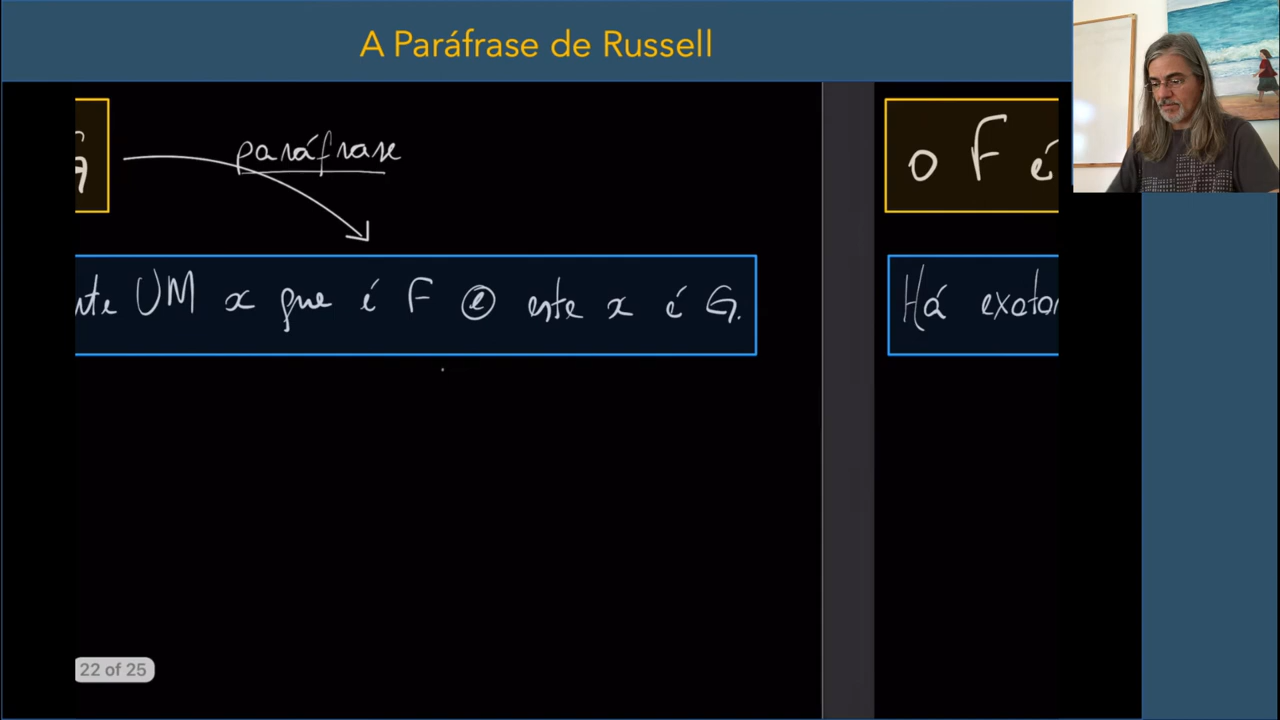 A Paráfrase de Russell
paráfrase
o F é
nte UM x que é F e este x é G.
Há exatam
22 of 25